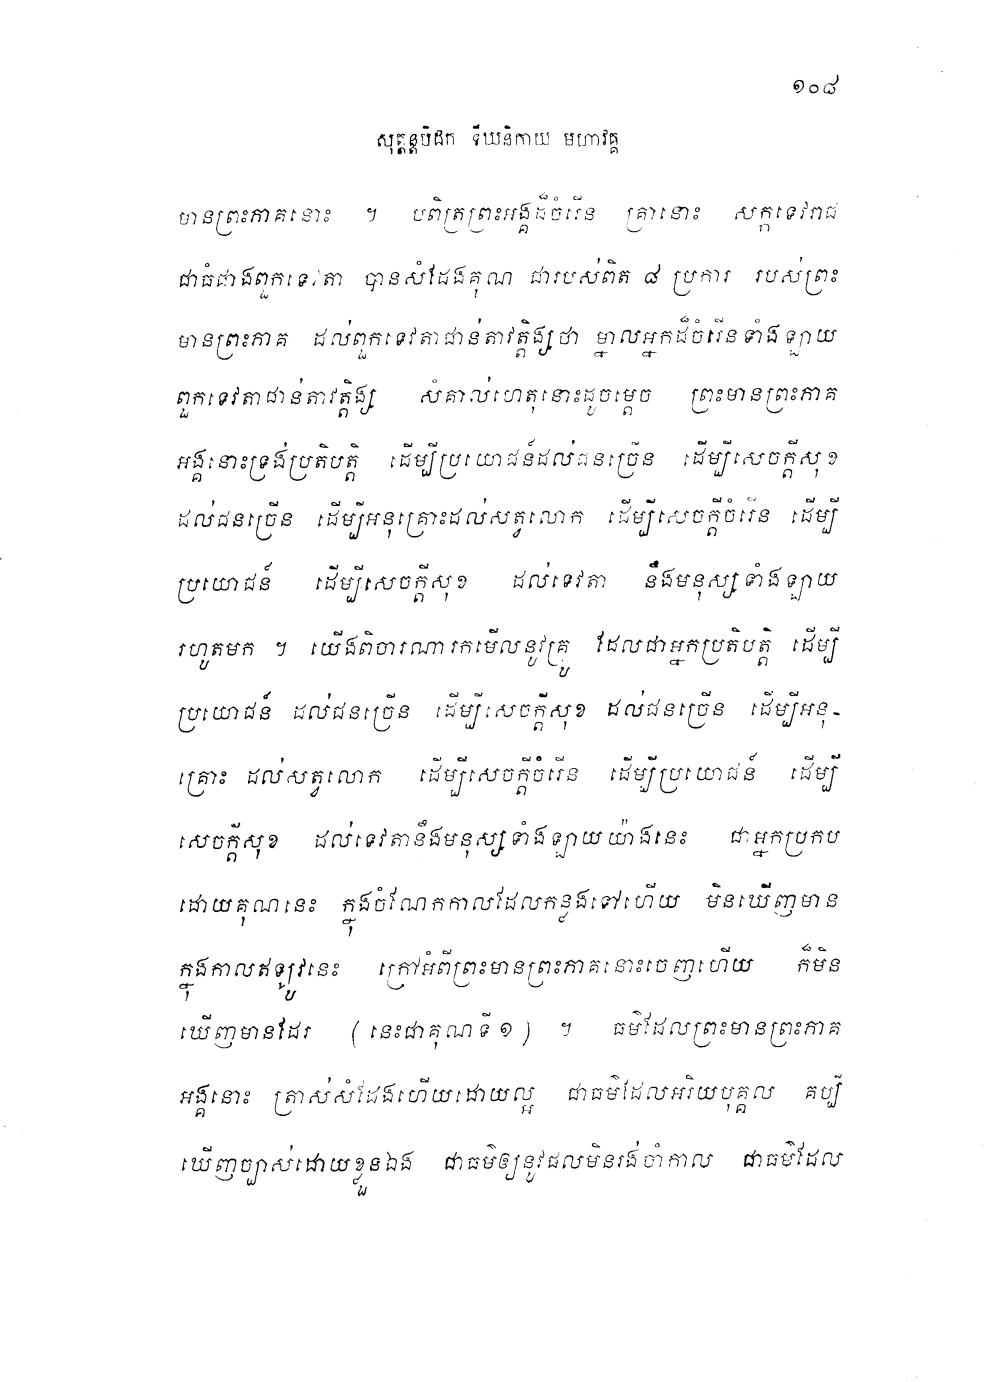 ១០៨
សុត្តន្តបិដក ទីឃនិកាយ មហាវគ្គ
មានព្រះភាគនោះ ។ បពិត្រព្រះអង្គដ៏ចំរើន គ្រានោះ សក្កទេវរាជ
ជាធំជាងពួកទេវតា បានសំដែងគុណ ជារបស់ពិត ៨ ប្រការ របស់ព្រះ
មានព្រះភាគ ដល់ពួកទេវតាជាន់តាវត្តិង្សថា ម្នាលអ្នកដ៏ចំរើនទាំងឡាយ
ពួកទេវតាជាន់តាវត្តិង្ស សំគាល់ហេតុនោះដូចម្តេច ព្រះមានព្រះភាគ
អង្គនោះទ្រង់ប្រតិបត្តិ ដើម្បីប្រយោជន៍ដល់ជនច្រើន ដើម្បីសេចក្តីសុខ
ដល់ជនច្រើន ដើម្បីអនុគ្រោះដល់សត្វលោក ដើម្បីសេចក្តីចំរើន ដើម្បី
ប្រយោជន៍ ដើម្បីសេចក្តីសុខ ដល់ទេវតា នឹងមនុស្សទាំងឡាយ
រហូតមក ។ យើងពិចារណារកមើលនូវគ្រូ ដែលជាអ្នកប្រតិបត្តិ ដើម្បី
ប្រយោជន៍ ដល់ជនច្រើន ដើម្បីសេចក្តីសុខ ដល់ជនច្រើន ដើម្បីអនុ-
គ្រោះ ដល់សត្វលោក ដើម្បីសេចក្តីចំរើន ដើម្បីប្រយោជន៍ ដើម្បី
សេចក្តីសុខ ដល់ទេវតានឹងមនុស្សទាំងឡាយយ៉ាងនេះ ជាអ្នកប្រកប
ដោយគុណនេះ ក្នុងចំណែកកាលដែលកន្លងទៅហើយ មិនឃើញមាន
ក្នុងកាលឥឡូវនេះ ក្រៅអំពីព្រះមានព្រះភាគនោះចេញហើយ ក៏មិន
ឃើញមានដែរ (នេះជាគុណទី ១) ។ ធម៌ដែលព្រះមានព្រះភាគ
អង្គនោះ ត្រាស់សំដែងហើយដោយល្អ ជាធម៌ដែលអរិយបុគ្គល គប្បី
ឃើញច្បាស់ដោយខ្លួនឯង ជាធម៌ឲ្យនូវផលមិនរង់ចាំកាល ជាធម៌ដែល